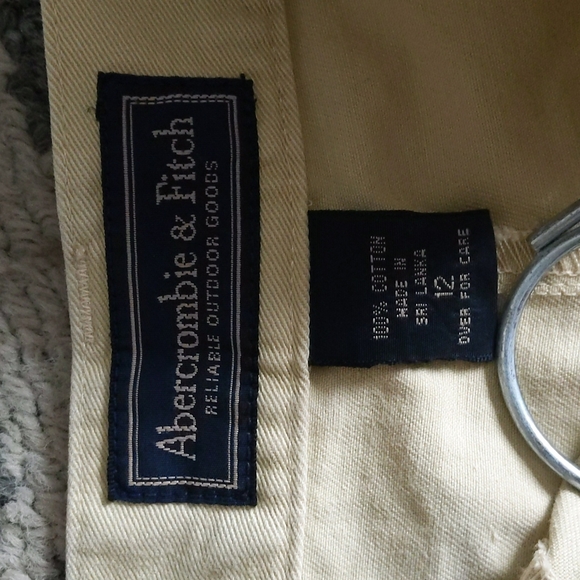 Abercrombie & Fitch
RELIABLE OUTDOOR GOODS
100% COTTON
MADE IN
SRI LANKA
12
OVER FOR CARE